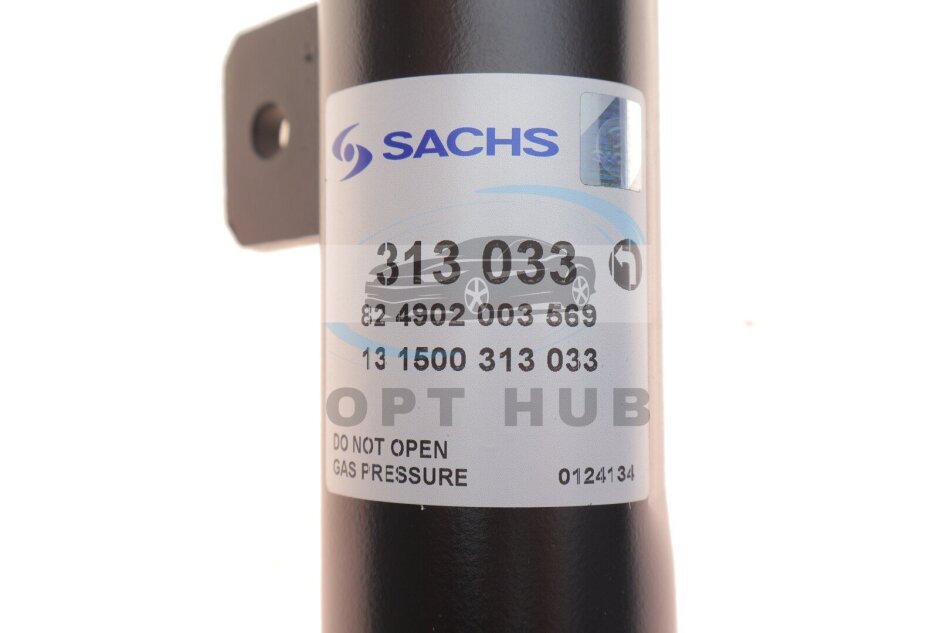 SACHS
313 033
82 4902 003 569
13 1500 313 033
OPT HUB
DO NOT OPEN
GAS PRESSURE
0124134